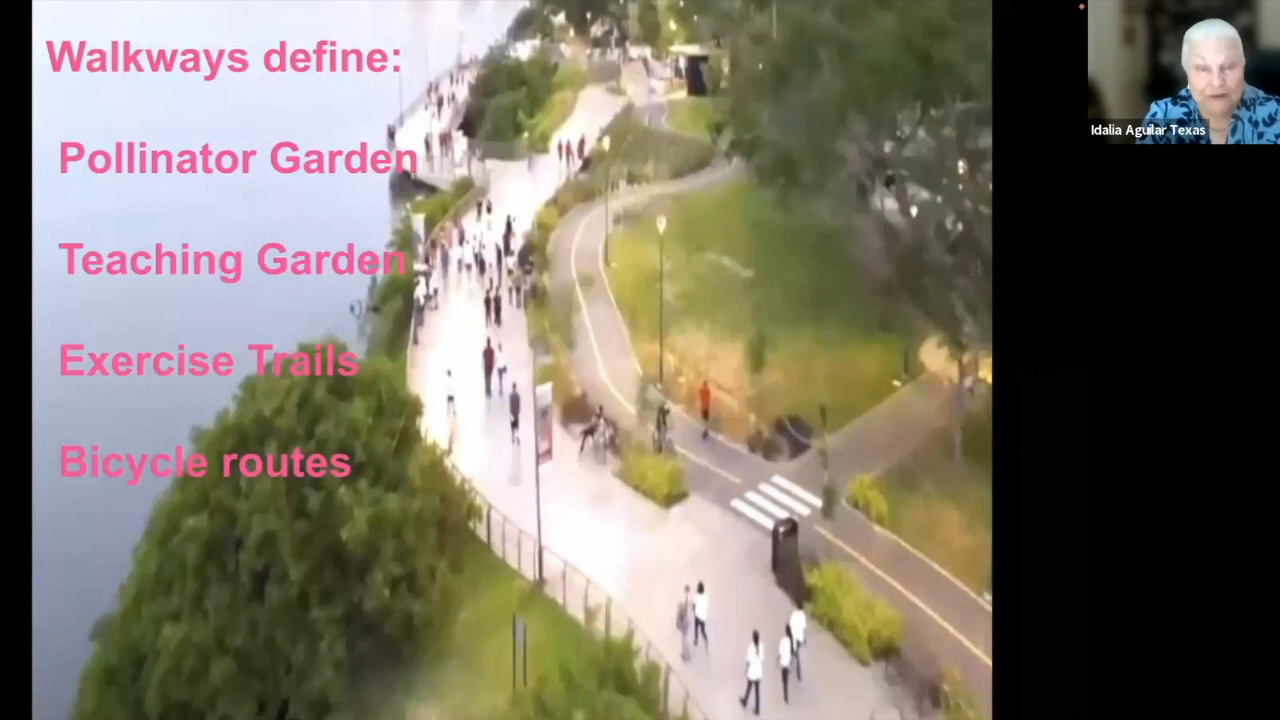 Walkways define:
Pollinator Garden
Teaching Garden
Exercise Trails
Bicycle routes
Idalia Aguilar Texas